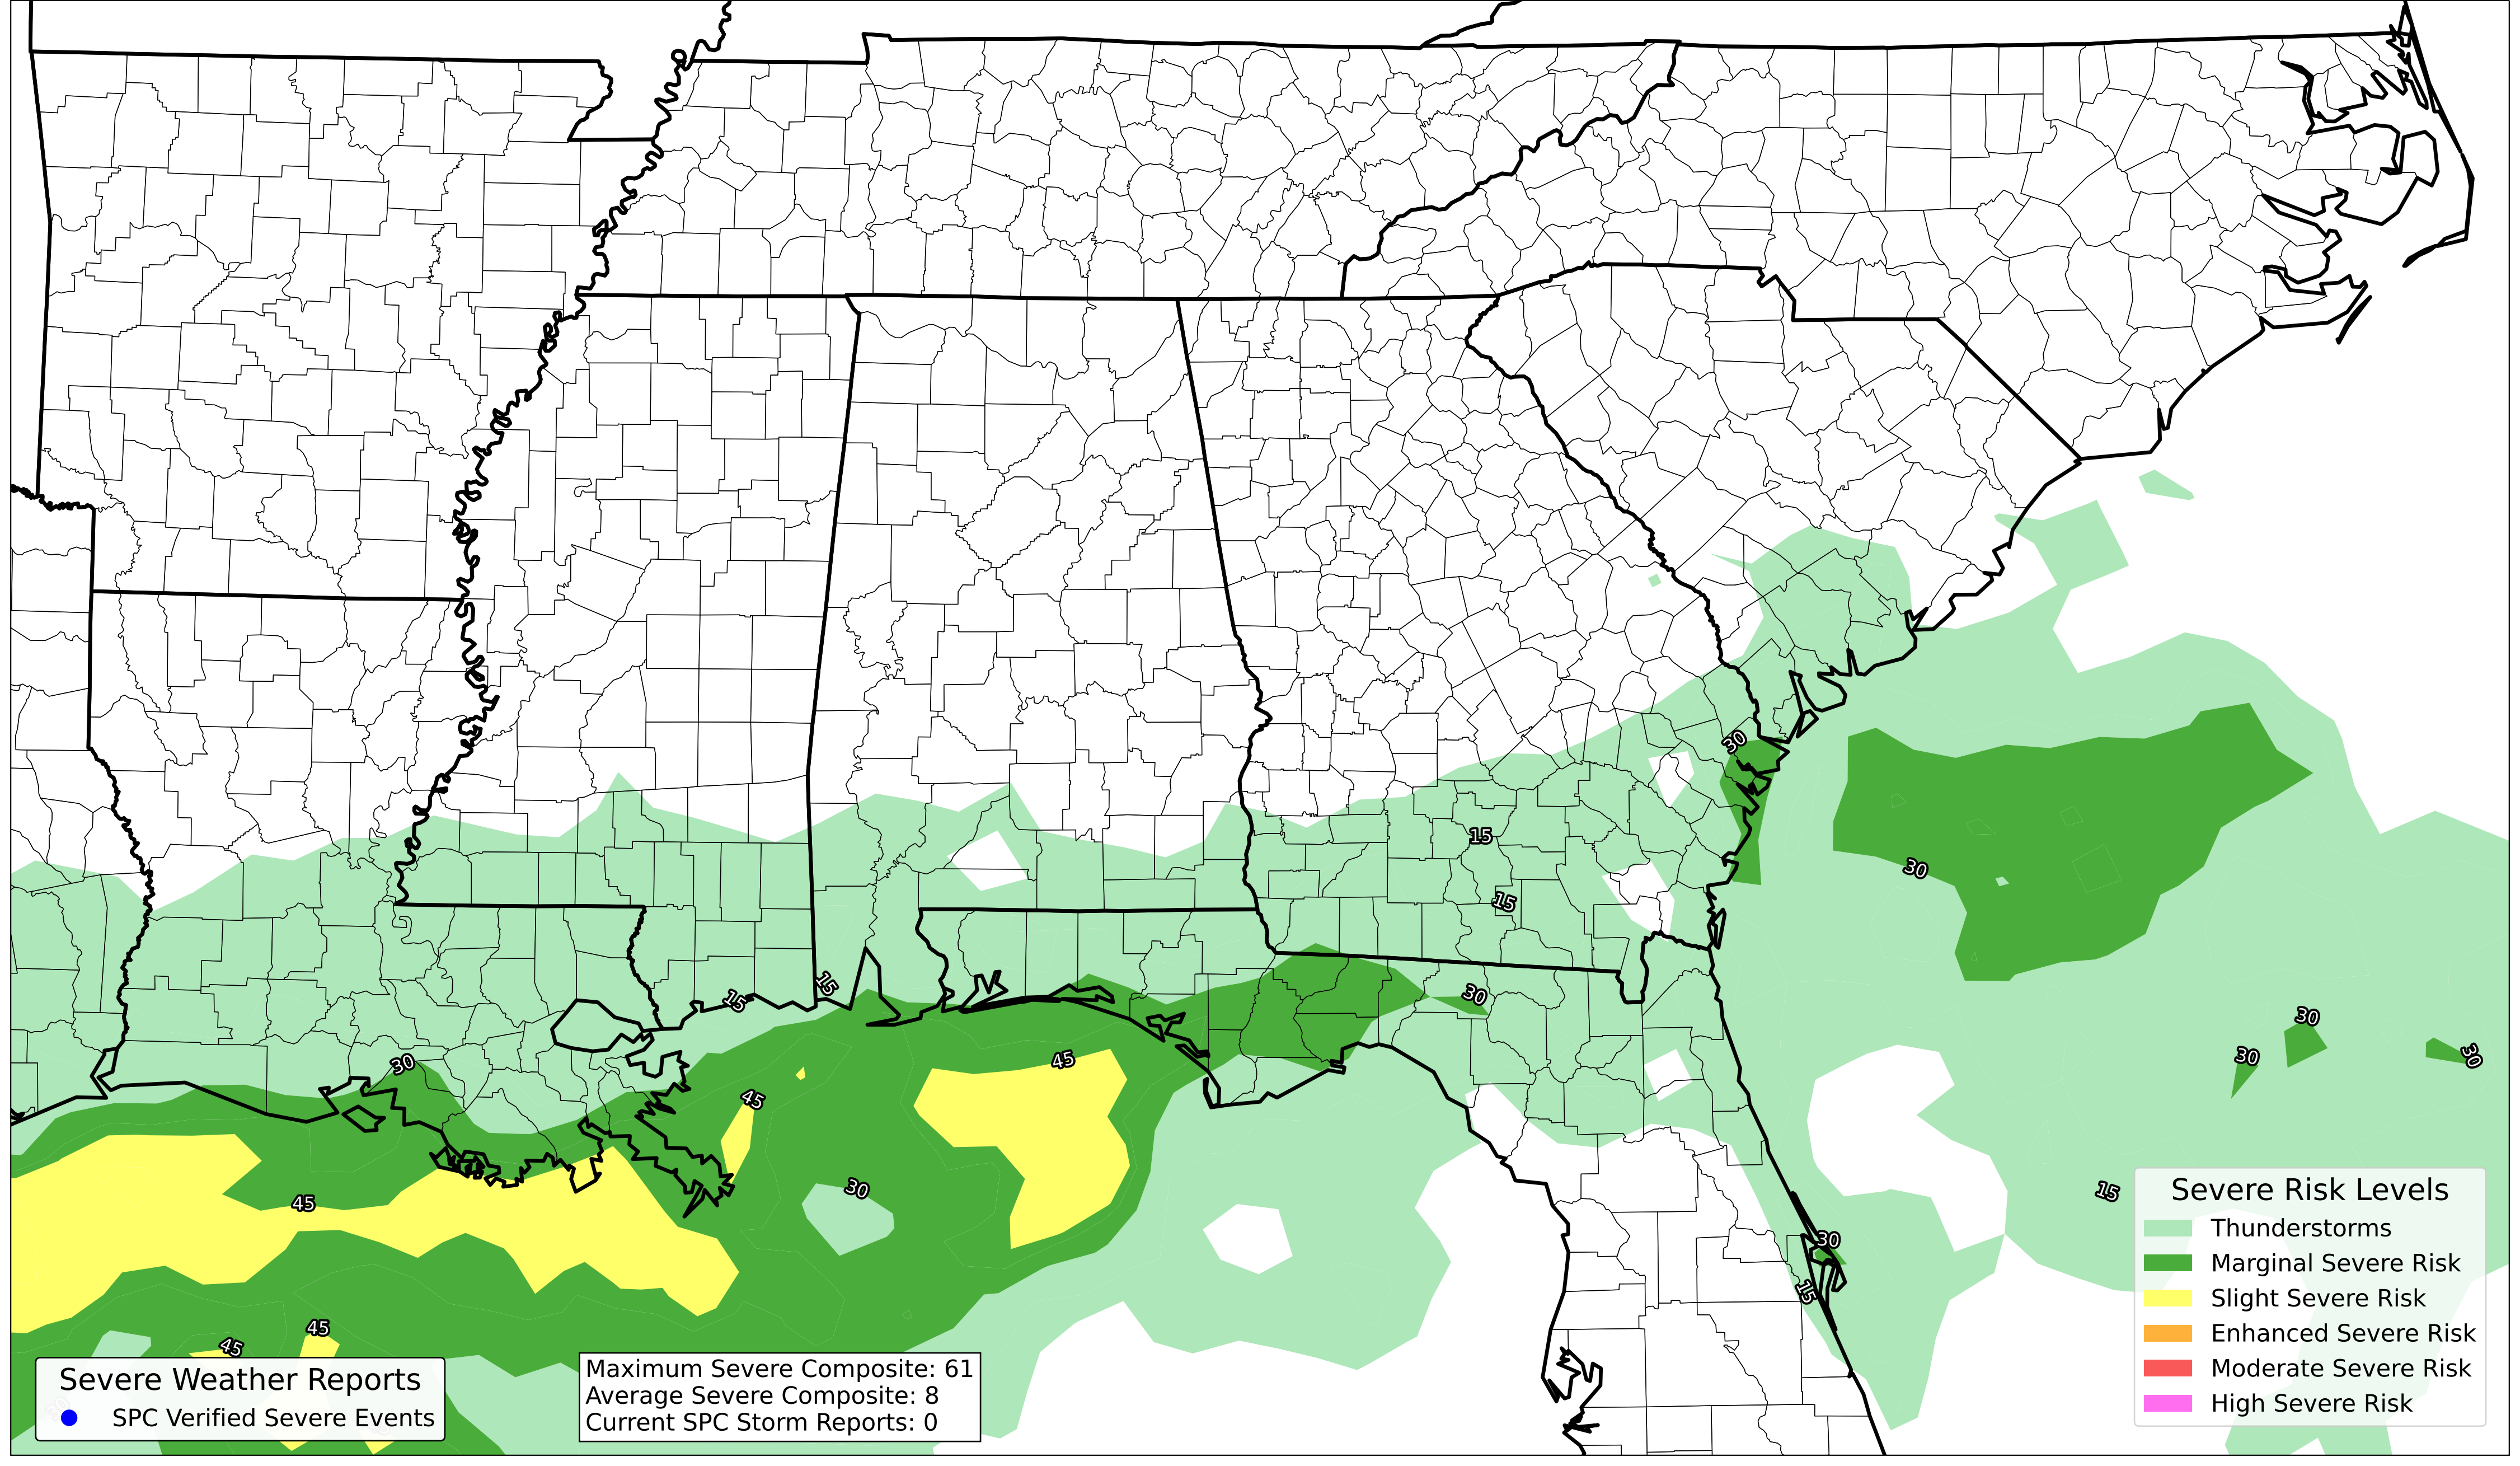 30
15
15
15
15
30
30
30
45
30
45
30
30
30
45
30
15
30
15
45
45
Severe Risk Levels
Thunderstorms
Marginal Severe Risk
Slight Severe Risk
Enhanced Severe Risk
Moderate Severe Risk
High Severe Risk
Severe Weather Reports
SPC Verified Severe Events
Maximum Severe Composite: 61
Average Severe Composite: 8
Current SPC Storm Reports: 0